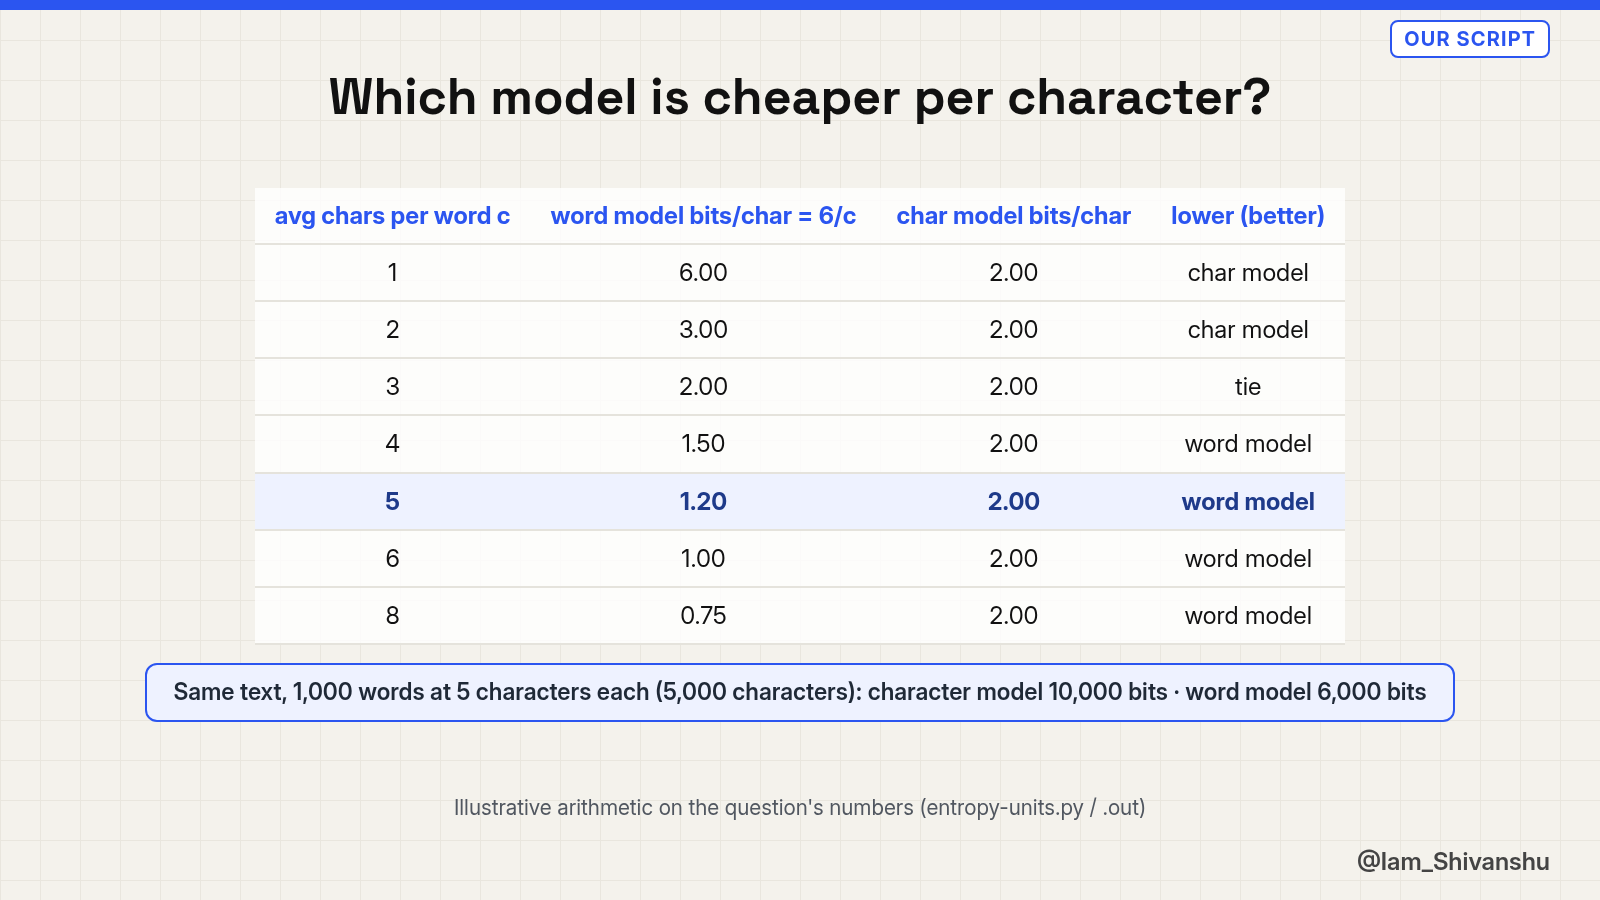 OUR SCRIPT
Which model is cheaper per character?
avg chars per word c word model bits/char = 6/c char model bits/char lower (better)
1 6.00 2.00 char model
2 3.00 2.00 char model
3 2.00 2.00 tie
4 1.50 2.00 word model
5 1.20 2.00 word model
6 1.00 2.00 word model
8 0.75 2.00 word model
Same text, 1,000 words at 5 characters each (5,000 characters): character model 10,000 bits · word model 6,000 bits
Illustrative arithmetic on the question's numbers (entropy-units.py / .out)
@Iam_Shivanshu